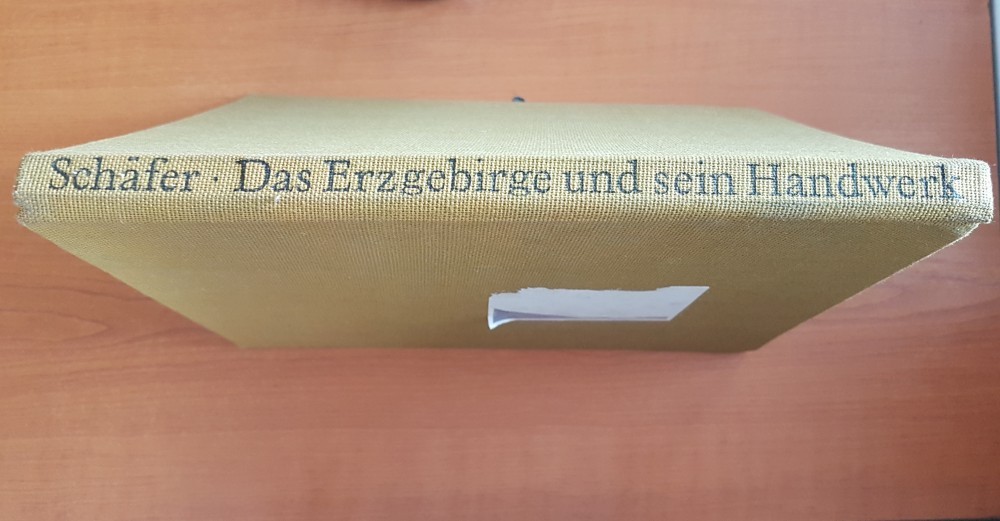 Schäfer · Das Erzgebirge und sein Handwerk